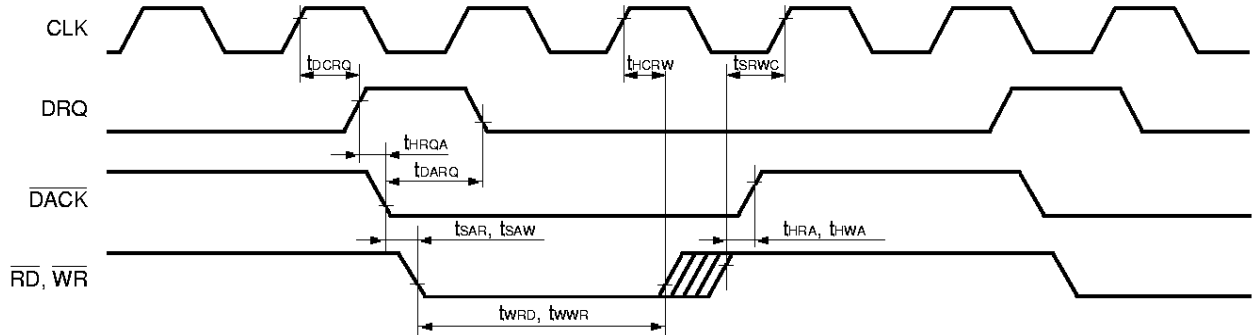 CLK
tDCRQ
tHCRW
tSRWC
DRQ
tHRQA
tDARQ
DACK
tSAR, tSAW
tHRA, tHWA
RD, WR
tWRD, tWWR